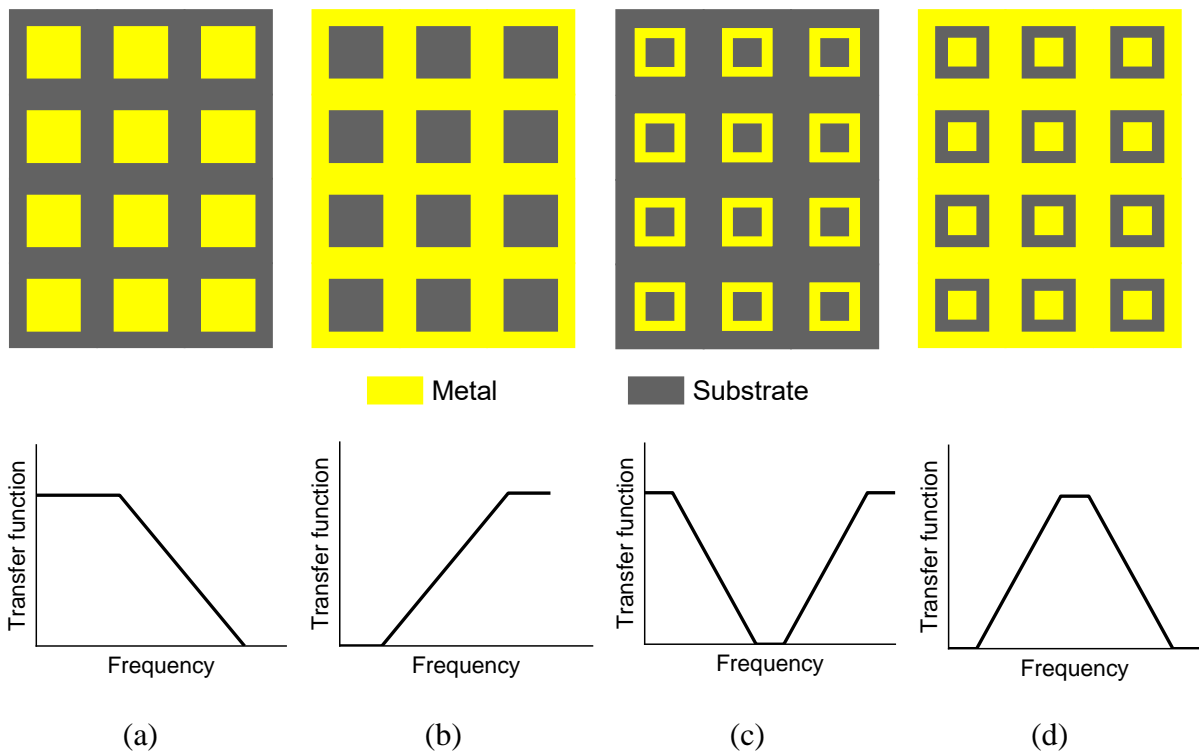 Metal
Substrate
Transfer function
Frequency
Transfer function
Frequency
Transfer function
Frequency
Transfer function
Frequency
(a)
(b)
(c)
(d)